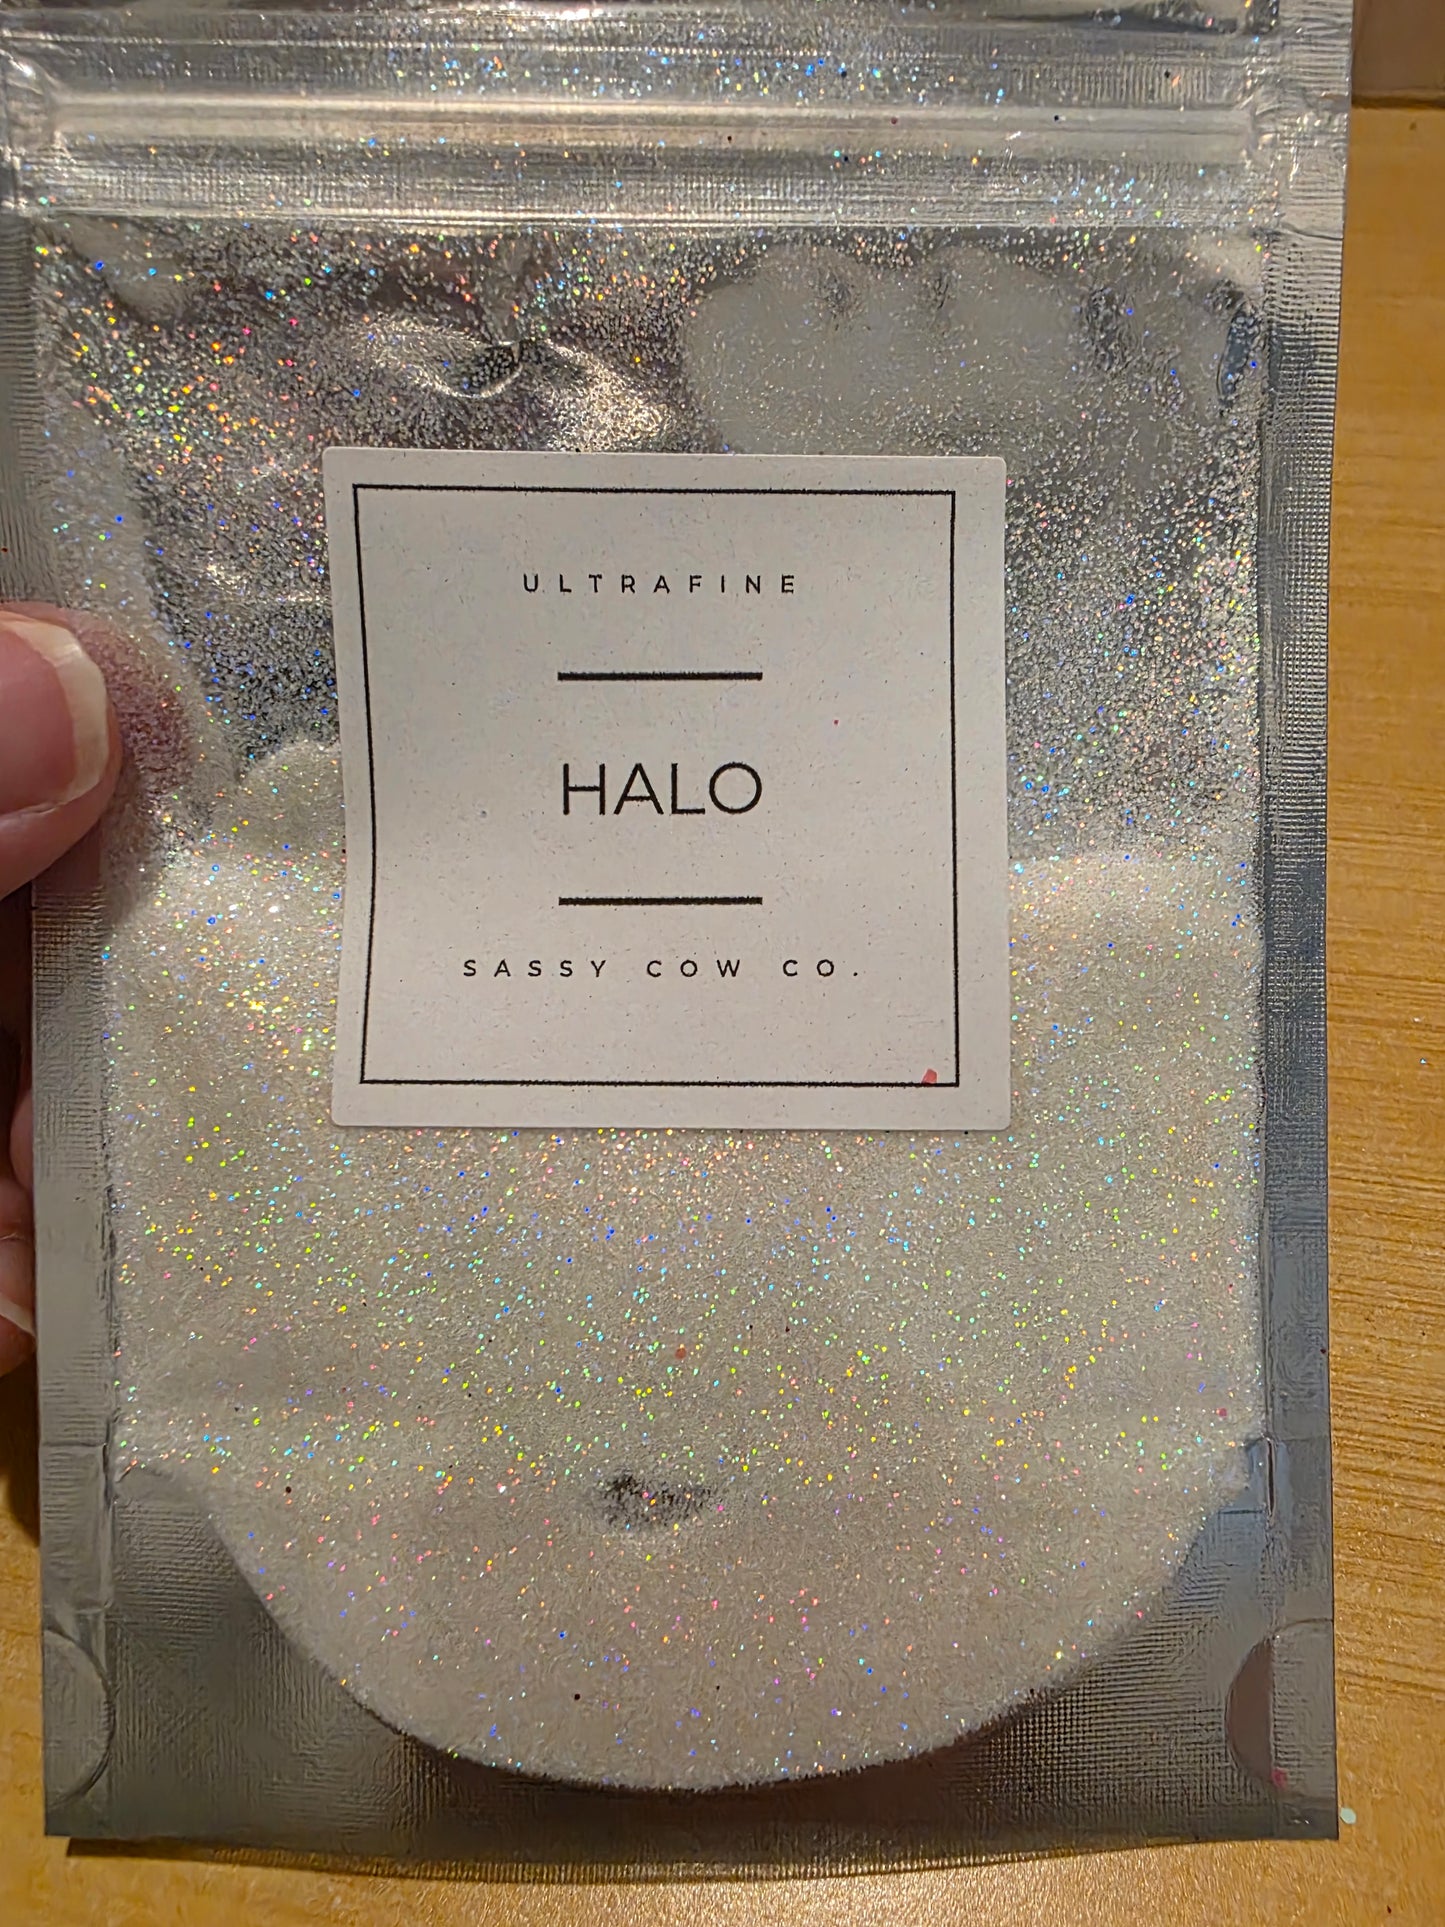 ULTRAFINE
HALO
SASSY COW CO.